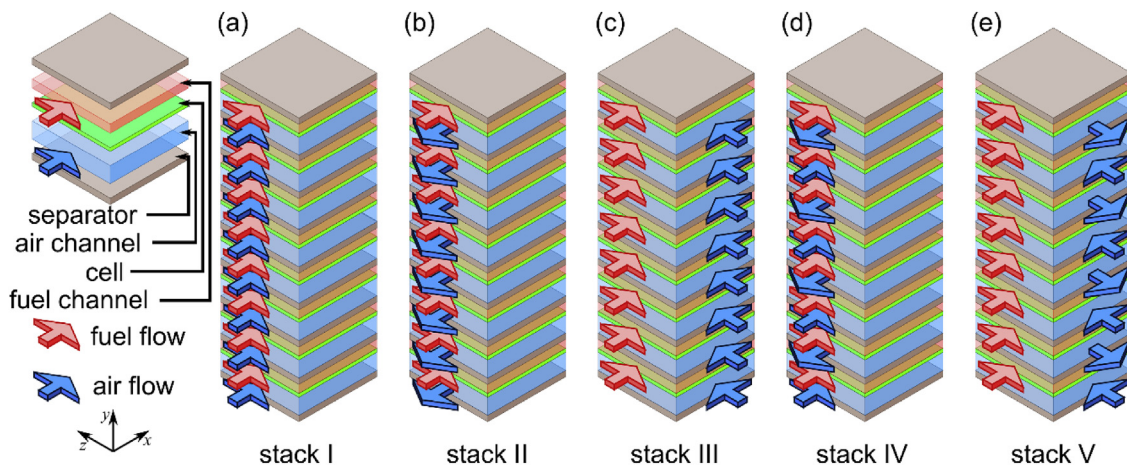 (a)
(b)
(c)
(d)
(e)
separator
air channel
cell
fuel channel
fuel flow
air flow
y
z
x
stack I
stack II
stack III
stack IV
stack V